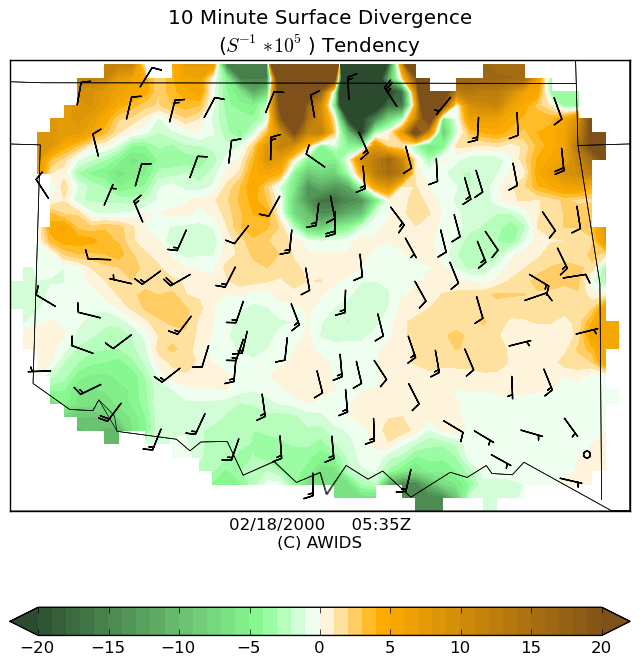 10 Minute Surface Divergence
(S⁻¹ *10⁵ ) Tendency
02/18/2000 05:35Z
(C) AWIDS
−20 −15 −10 −5 0 5 10 15 20